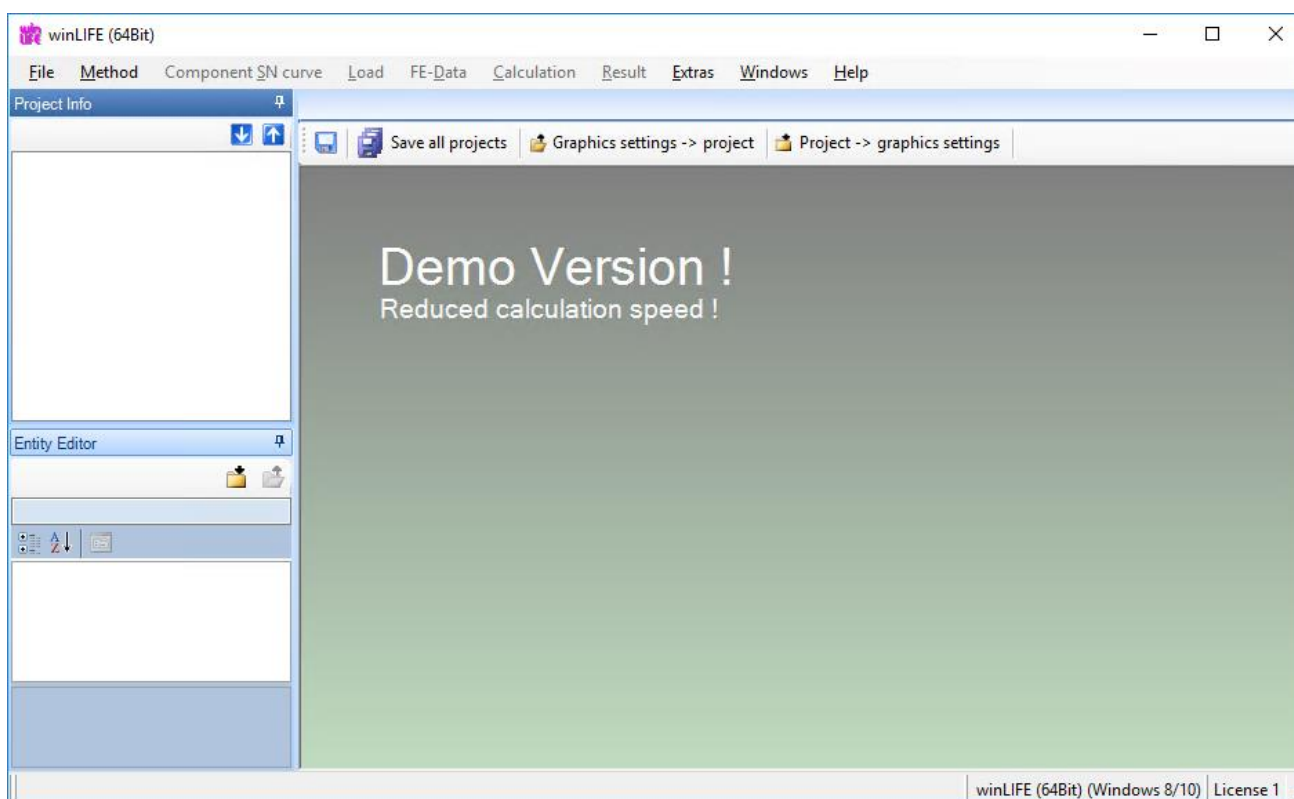 winLIFE (64Bit)
File Method Component SN curve Load FE-Data Calculation Result Extras Windows Help
Project Info
Save all projects Graphics settings -> project Project -> graphics settings
Demo Version !
Reduced calculation speed !
Entity Editor
winLIFE (64Bit) (Windows 8/10) License 1